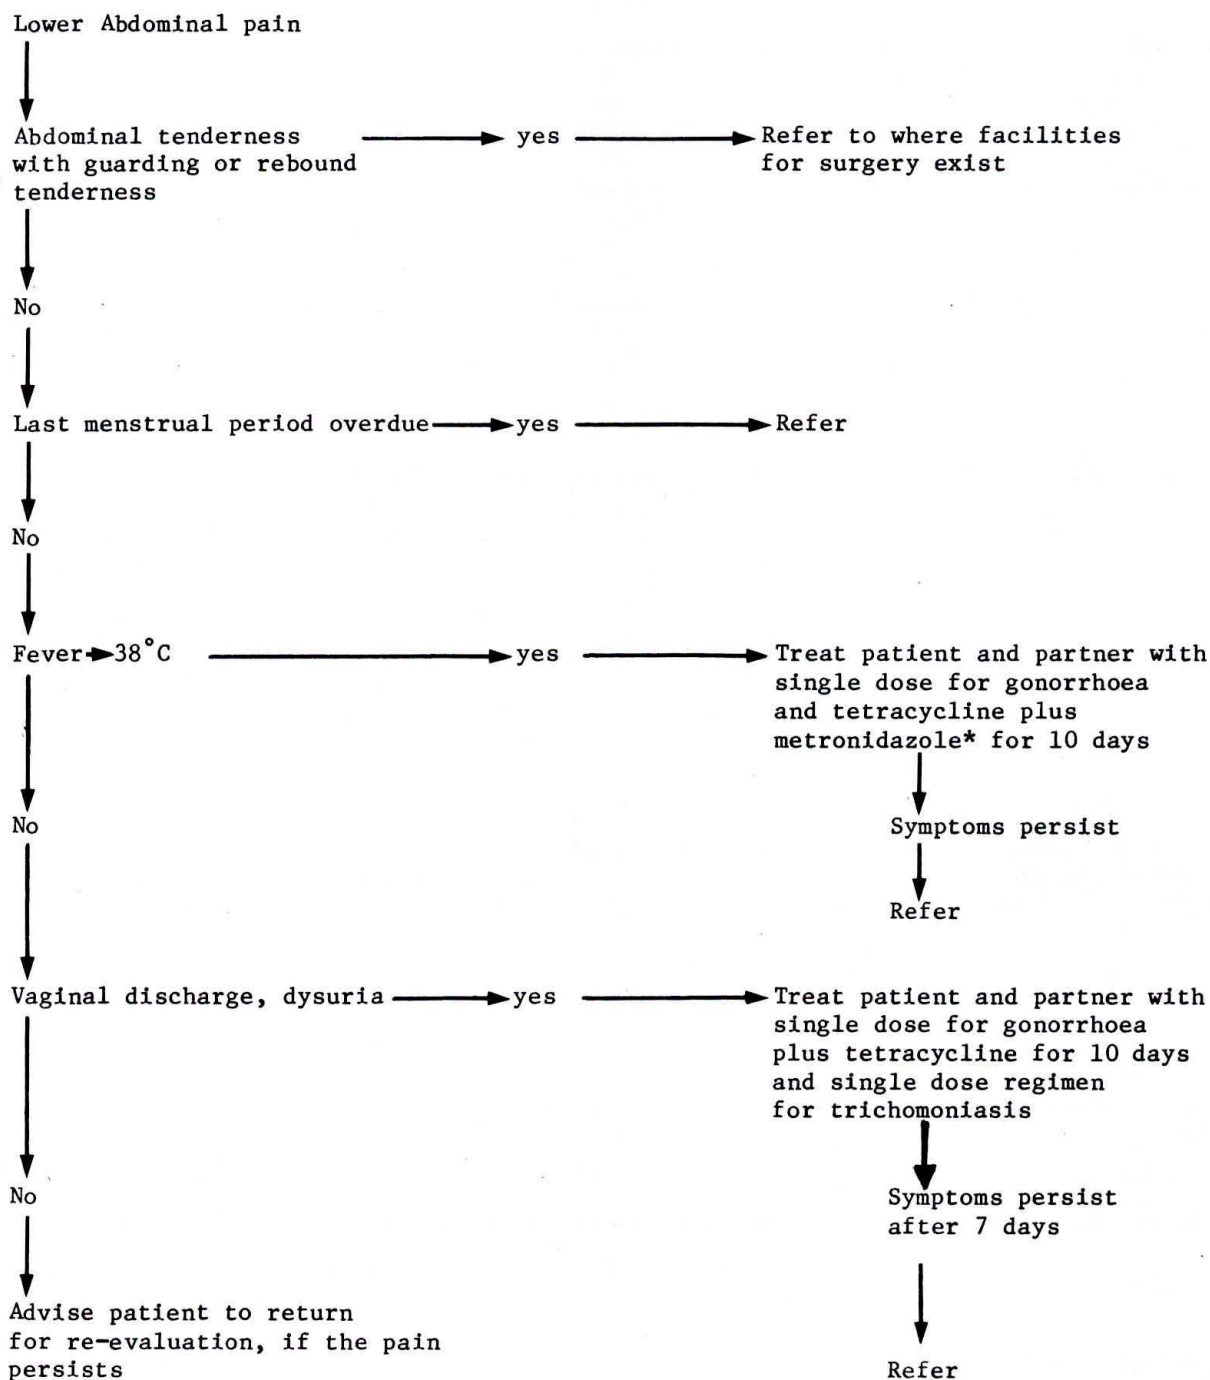 Lower Abdominal pain
Abdominal tenderness
with guarding or rebound
tenderness
yes
Refer to where facilities
for surgery exist
No
Last menstrual period overdue
yes
Refer
No
Fever 38°C
yes
Treat patient and partner with
single dose for gonorrhoea
and tetracycline plus
metronidazole* for 10 days
Symptoms persist
Refer
No
Vaginal discharge, dysuria
yes
Treat patient and partner with
single dose for gonorrhoea
plus tetracycline for 10 days
and single dose regimen
for trichomoniasis
Symptoms persist
after 7 days
Refer
No
Advise patient to return
for re-evaluation, if the pain
persists